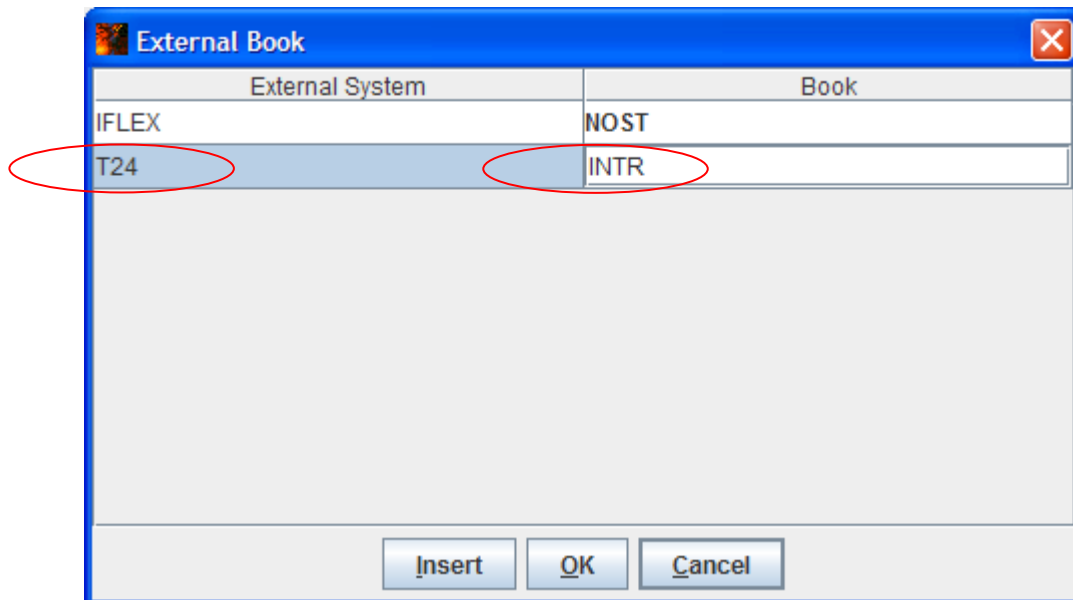 External Book
External System Book
IFLEX NOST
T24 INTR
Insert OK Cancel